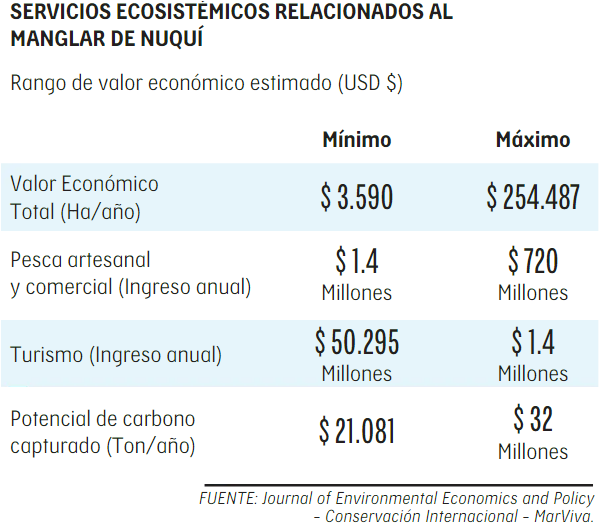 SERVICIOS ECOSISTÉMICOS RELACIONADOS AL
MANGLAR DE NUQUÍ
Rango de valor económico estimado (USD $)
Mínimo Máximo
Valor Económico
Total (Ha/año)
$ 3.590 $ 254.487
Pesca artesanal
y comercial (Ingreso anual)
$ 1.4
Millones
$ 720
Millones
Turismo (Ingreso anual)
$ 50.295
Millones
$ 1.4
Millones
Potencial de carbono
capturado (Ton/año)
$ 21.081
$ 32
Millones
FUENTE: Journal of Environmental Economics and Policy
– Conservación Internacional – MarViva.